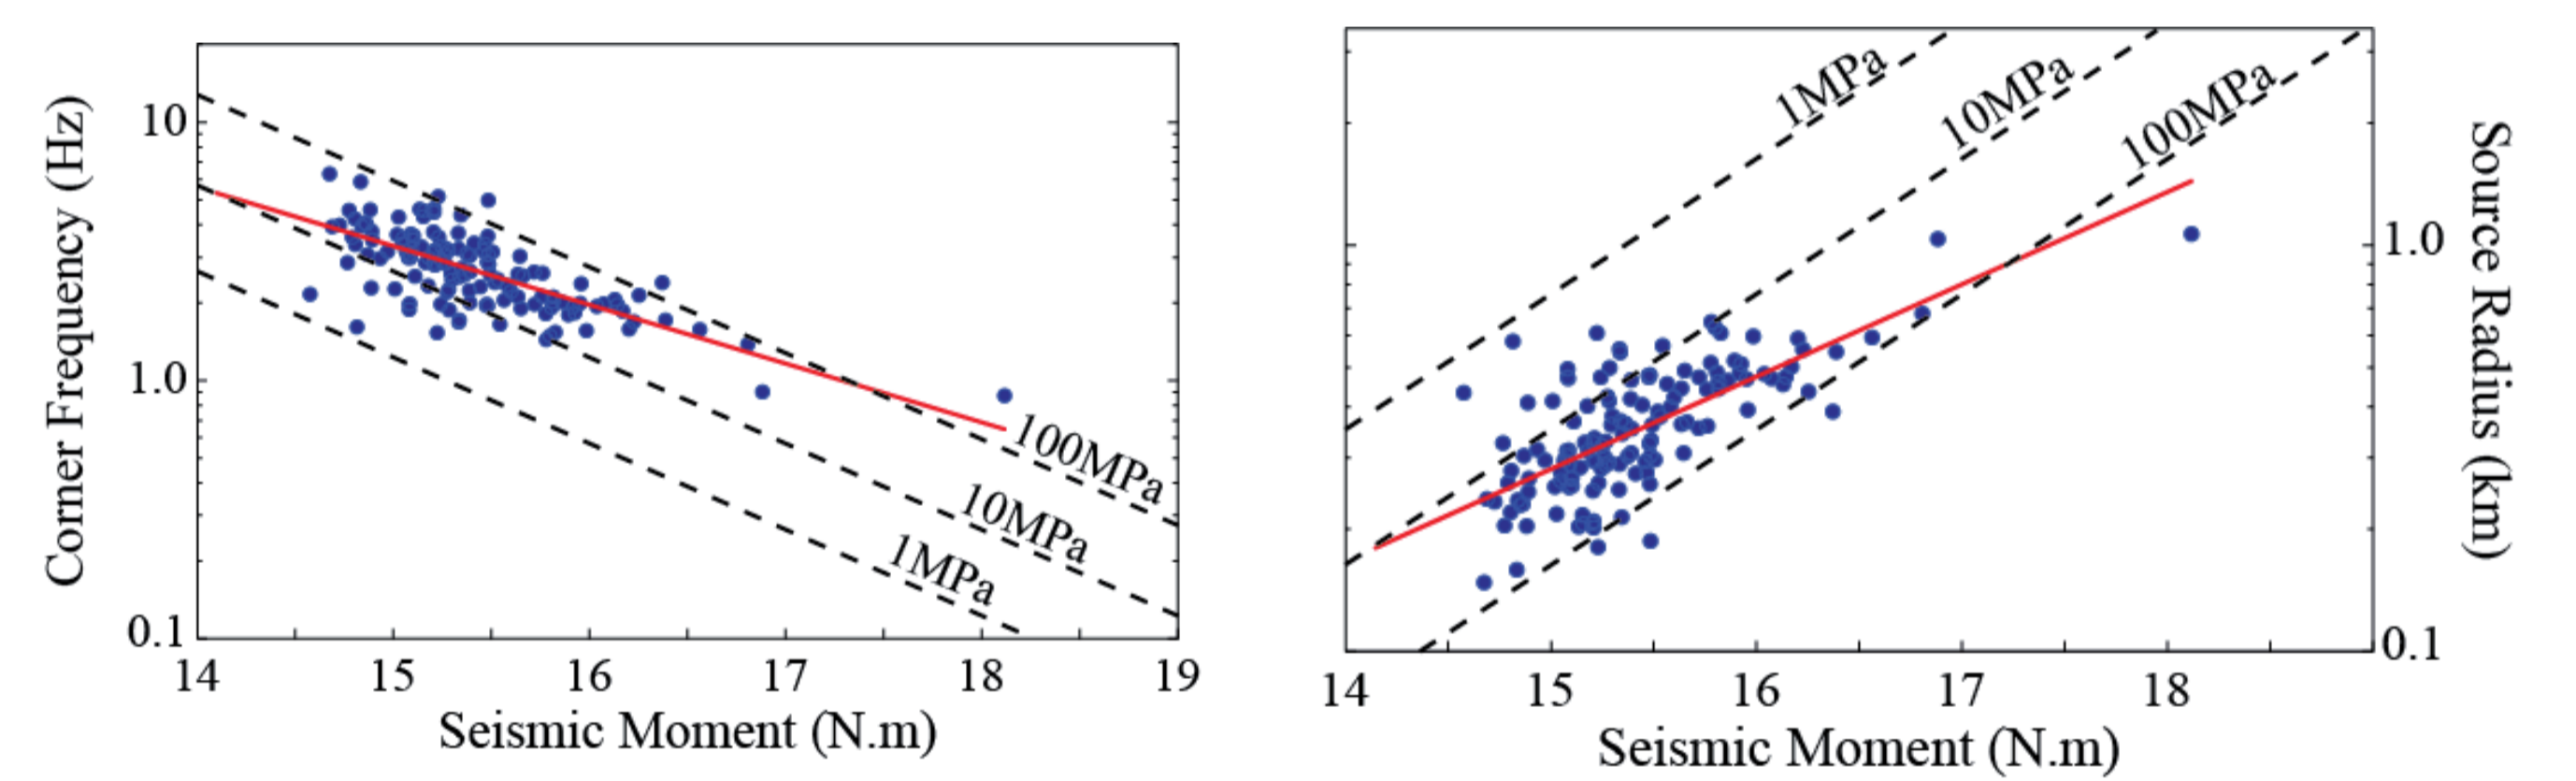 Corner Frequency (Hz)
10
1.0
0.1
100MPa
10MPa
1MPa
14 15 16 17 18 19
Seismic Moment (N.m)
1MPa
10MPa
100MPa
1.0
0.1
Source Radius (km)
14 15 16 17 18
Seismic Moment (N.m)